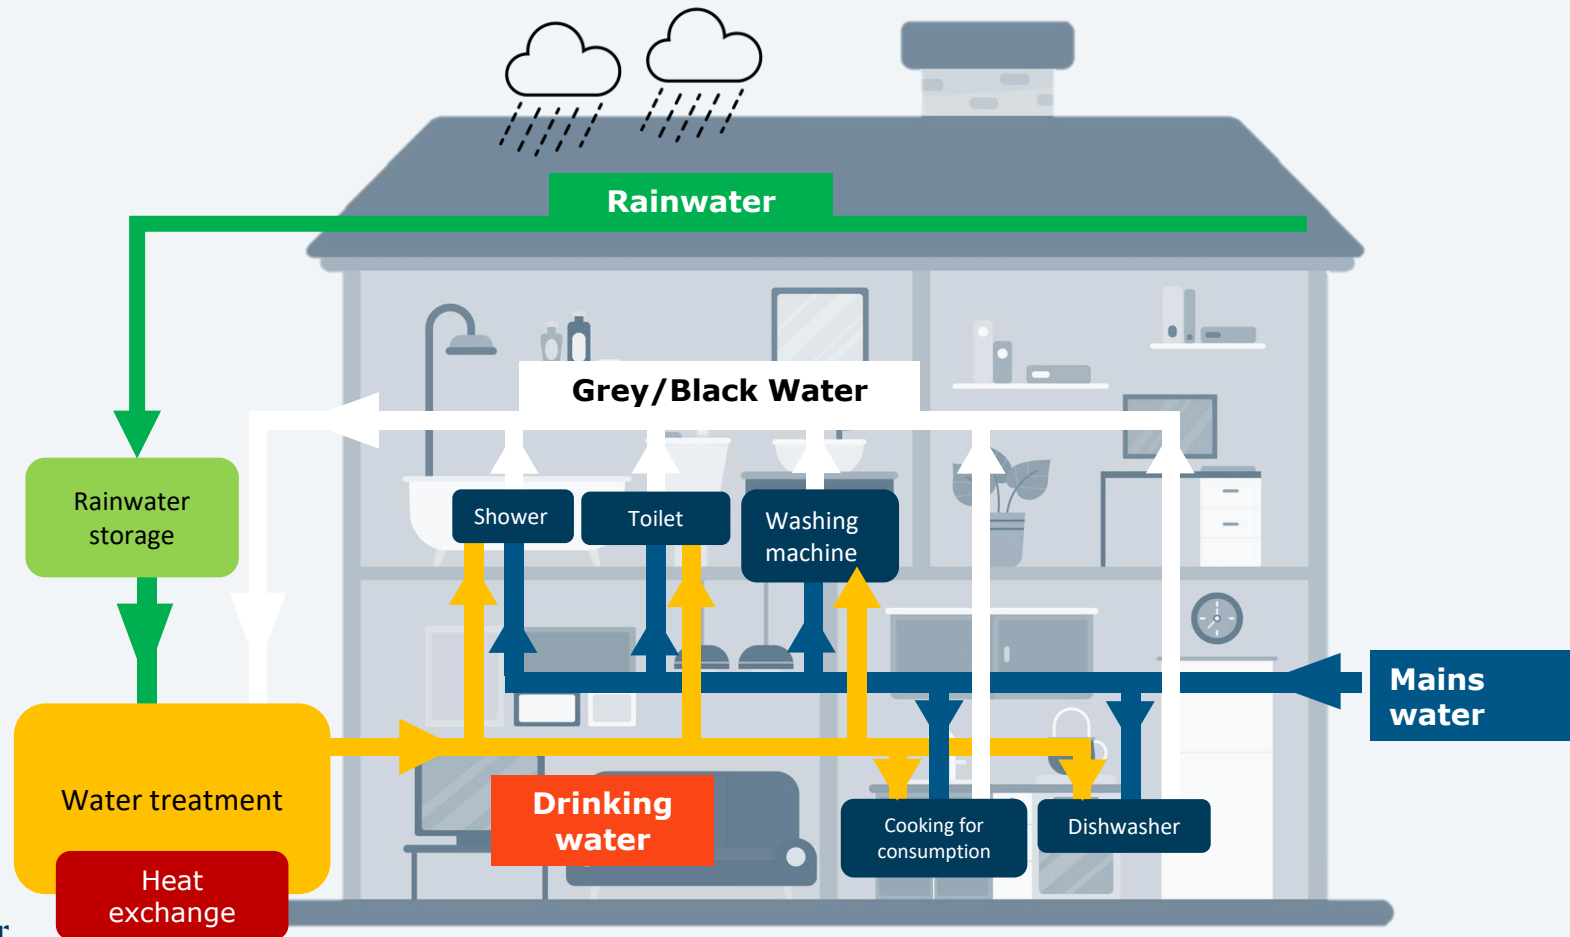 Rainwater
Grey/Black Water
Rainwater
storage
Shower
Toilet
Washing
machine
Mains
water
Water treatment
Drinking
water
Cooking for
consumption
Dishwasher
Heat
exchange